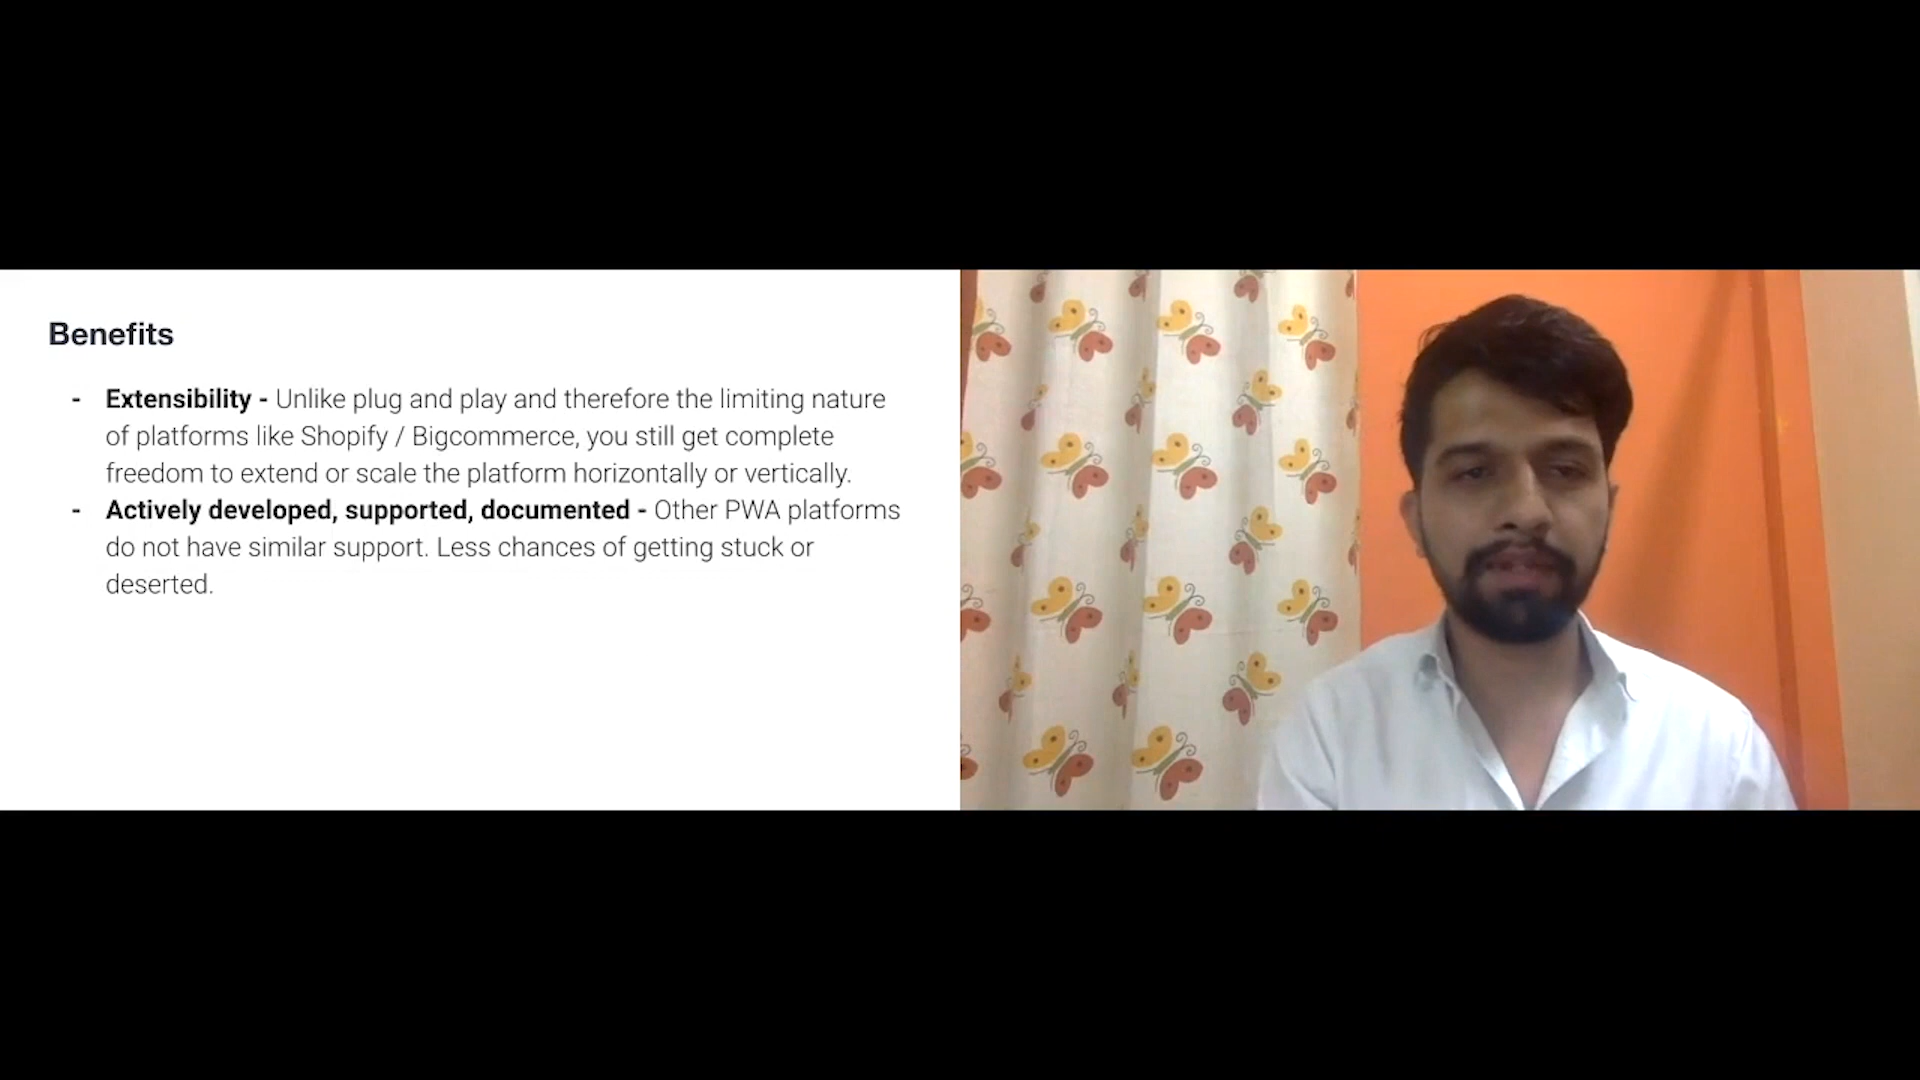 Benefits
- Extensibility - Unlike plug and play and therefore the limiting nature
of platforms like Shopify / Bigcommerce, you still get complete
freedom to extend or scale the platform horizontally or vertically.
- Actively developed, supported, documented - Other PWA platforms
do not have similar support. Less chances of getting stuck or
deserted.